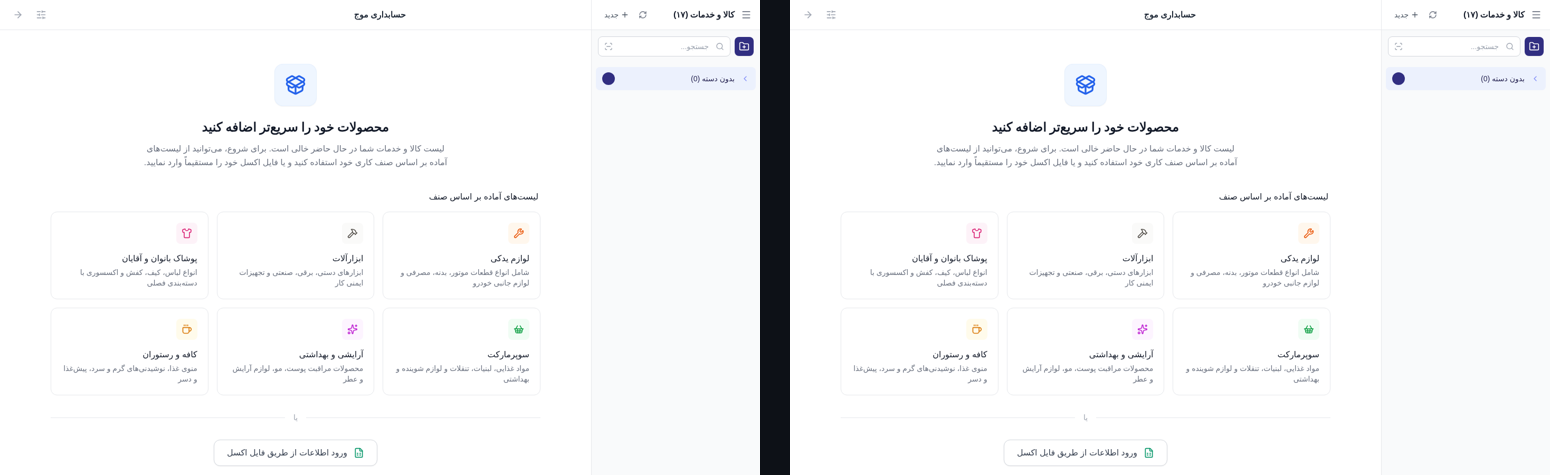 کالا و خدمات (۱۷)
جدید
حسابداری موج
جستجو...
بدون دسته (0)
محصولات خود را سریع‌تر اضافه کنید
لیست کالا و خدمات شما در حال حاضر خالی است. برای شروع، می‌توانید از لیست‌های
آماده بر اساس صنف کاری خود استفاده کنید و یا فایل اکسل خود را مستقیماً وارد نمایید.
لیست‌های آماده بر اساس صنف
لوازم یدکی
شامل انواع قطعات موتور، بدنه، مصرفی و
لوازم جانبی خودرو
ابزارآلات
ابزارهای دستی، برقی، صنعتی و تجهیزات
ایمنی کار
پوشاک بانوان و آقایان
انواع لباس، کیف، کفش و اکسسوری با
دسته‌بندی فصلی
سوپرمارکت
مواد غذایی، لبنیات، تنقلات و لوازم شوینده و
بهداشتی
آرایشی و بهداشتی
محصولات مراقبت پوست، مو، لوازم آرایش
و عطر
کافه و رستوران
منوی غذا، نوشیدنی‌های گرم و سرد، پیش‌غذا
و دسر
یا
ورود اطلاعات از طریق فایل اکسل
کالا و خدمات (۱۷)
جدید
حسابداری موج
جستجو...
بدون دسته (0)
محصولات خود را سریع‌تر اضافه کنید
لیست کالا و خدمات شما در حال حاضر خالی است. برای شروع، می‌توانید از لیست‌های
آماده بر اساس صنف کاری خود استفاده کنید و یا فایل اکسل خود را مستقیماً وارد نمایید.
لیست‌های آماده بر اساس صنف
لوازم یدکی
شامل انواع قطعات موتور، بدنه، مصرفی و
لوازم جانبی خودرو
ابزارآلات
ابزارهای دستی، برقی، صنعتی و تجهیزات
ایمنی کار
پوشاک بانوان و آقایان
انواع لباس، کیف، کفش و اکسسوری با
دسته‌بندی فصلی
سوپرمارکت
مواد غذایی، لبنیات، تنقلات و لوازم شوینده و
بهداشتی
آرایشی و بهداشتی
محصولات مراقبت پوست، مو، لوازم آرایش
و عطر
کافه و رستوران
منوی غذا، نوشیدنی‌های گرم و سرد، پیش‌غذا
و دسر
یا
ورود اطلاعات از طریق فایل اکسل